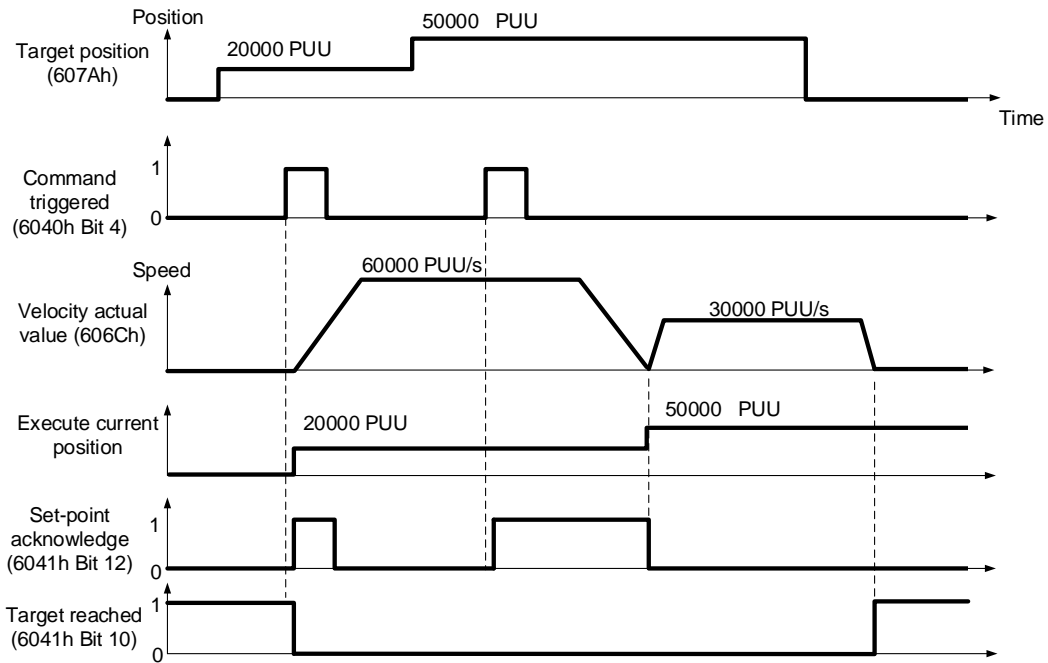 Position
Target position
(607Ah)
20000 PUU
50000 PUU
Time
Command
triggered
(6040h Bit 4)
1
0
Speed
Velocity actual
value (606Ch)
60000 PUU/s
30000 PUU/s
Execute current
position
20000 PUU
50000 PUU
Set-point
acknowledge
(6041h Bit 12)
1
0
Target reached
(6041h Bit 10)
1
0